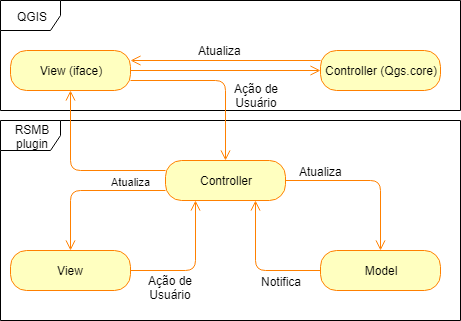 QGIS
Atualiza
View (iface)
Controller (Qgs.core)
Ação de
Usuário
RSMB
plugin
Atualiza
Controller
Atualiza
View
Ação de
Usuário
Notifica
Model